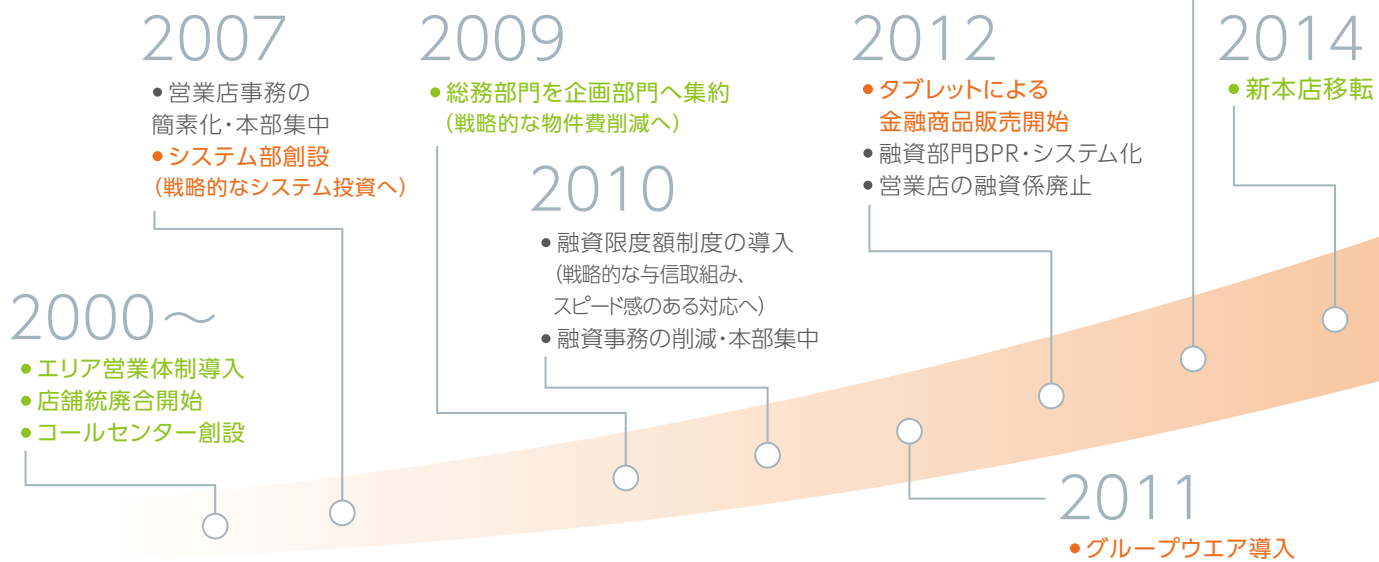 2000〜
●エリア営業体制導入
●店舗統廃合開始
●コールセンター創設
2007
●営業店事務の
簡素化・本部集中
●システム部創設
（戦略的なシステム投資へ）
2009
●総務部門を企画部門へ集約
（戦略的な物件費削減へ）
2010
●融資限度額制度の導入
（戦略的な与信取組み、
スピード感のある対応へ）
●融資事務の削減・本部集中
2011
●グループウエア導入
2012
●タブレットによる
金融商品販売開始
●融資部門BPR・システム化
●営業店の融資係廃止
2014
●新本店移転